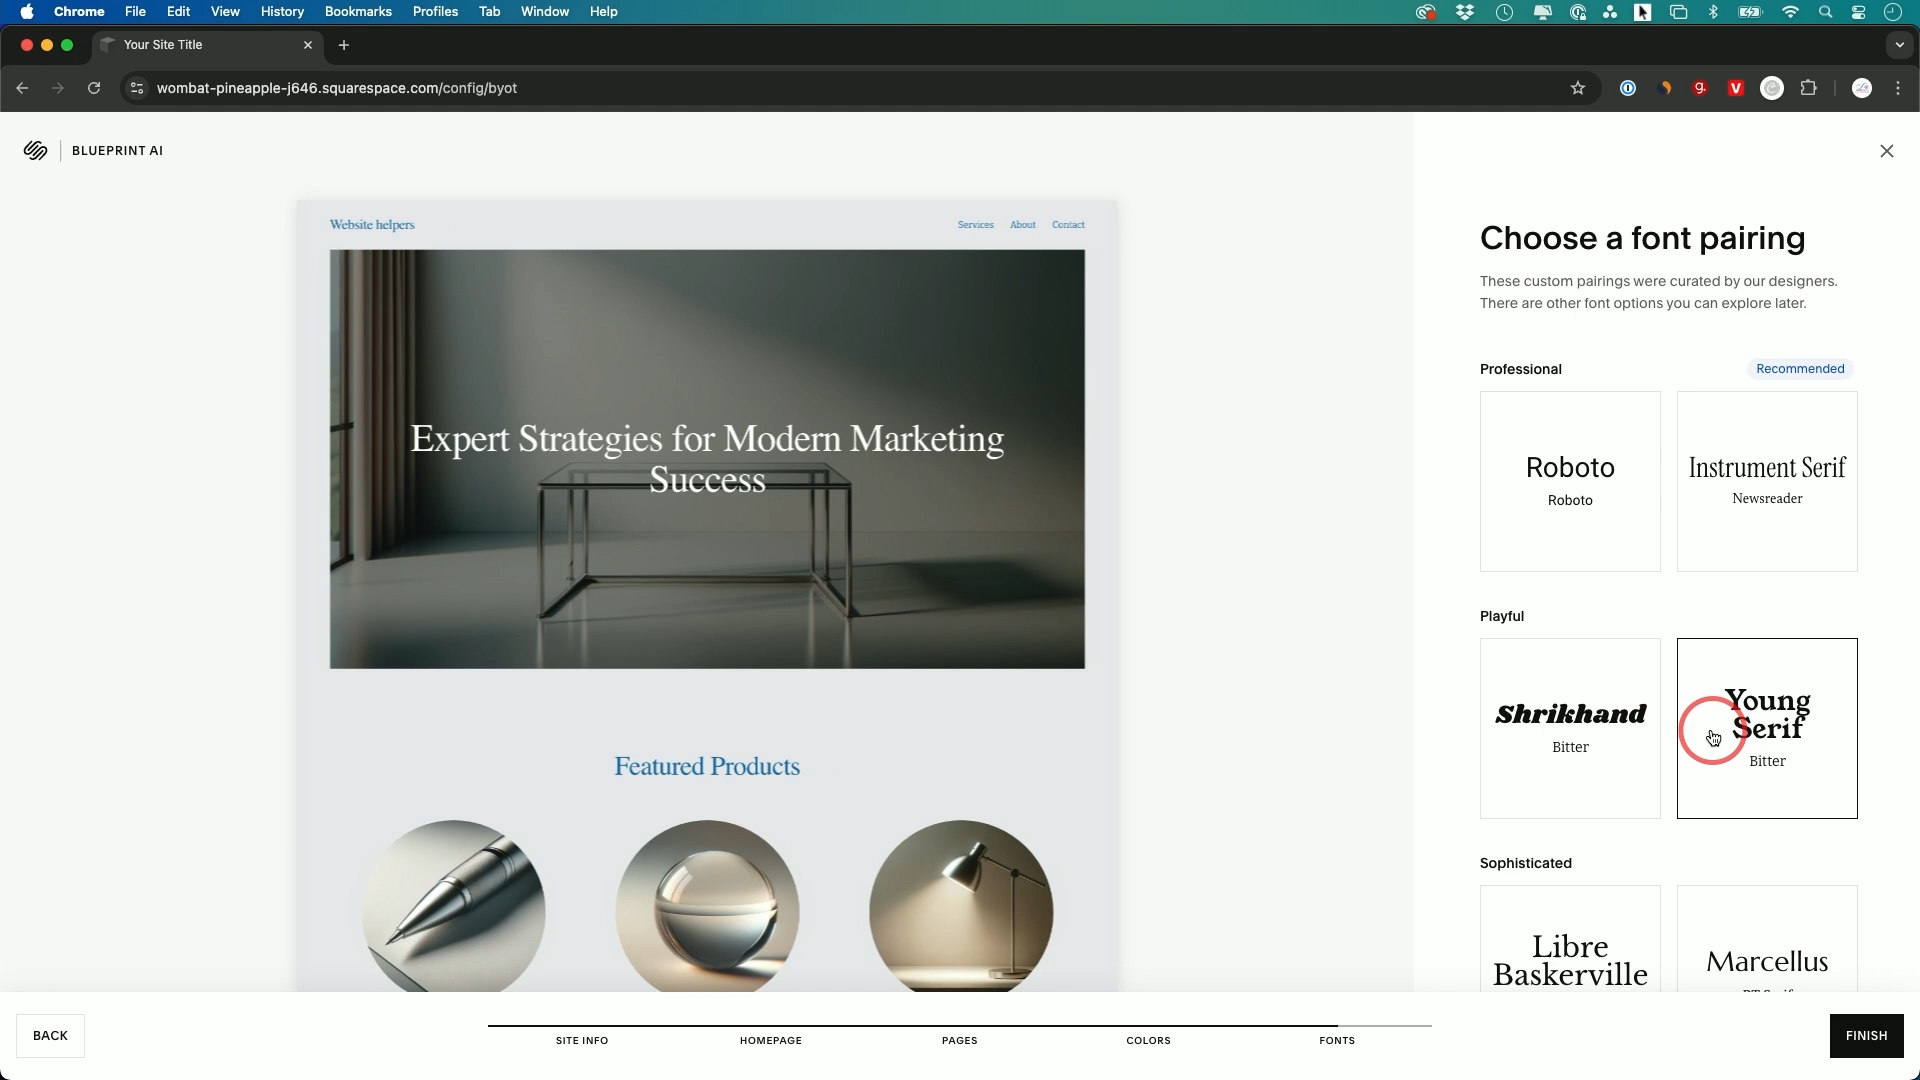 Chrome File Edit View History Bookmarks Profiles Tab Window Help
Your Site Title
wombat-pineapple-j646.squarespace.com/config/byot
BLUEPRINT AI
Website helpers
Services About Contact
Expert Strategies for Modern Marketing
Success
Featured Products
Choose a font pairing
These custom pairings were curated by our designers.
There are other font options you can explore later.
Professional
Recommended
Roboto
Roboto
Instrument Serif
Newsreader
Playful
Shrikhand
Bitter
Young
Serif
Bitter
Sophisticated
Libre
Baskerville
Marcellus
BACK
SITE INFO
HOMEPAGE
PAGES
COLORS
FONTS
FINISH